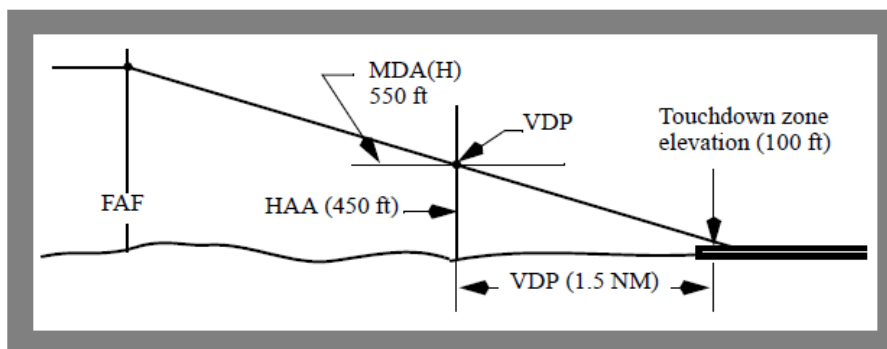 MDA(H)
550 ft
VDP
Touchdown zone
elevation (100 ft)
FAF
HAA (450 ft)
VDP (1.5 NM)